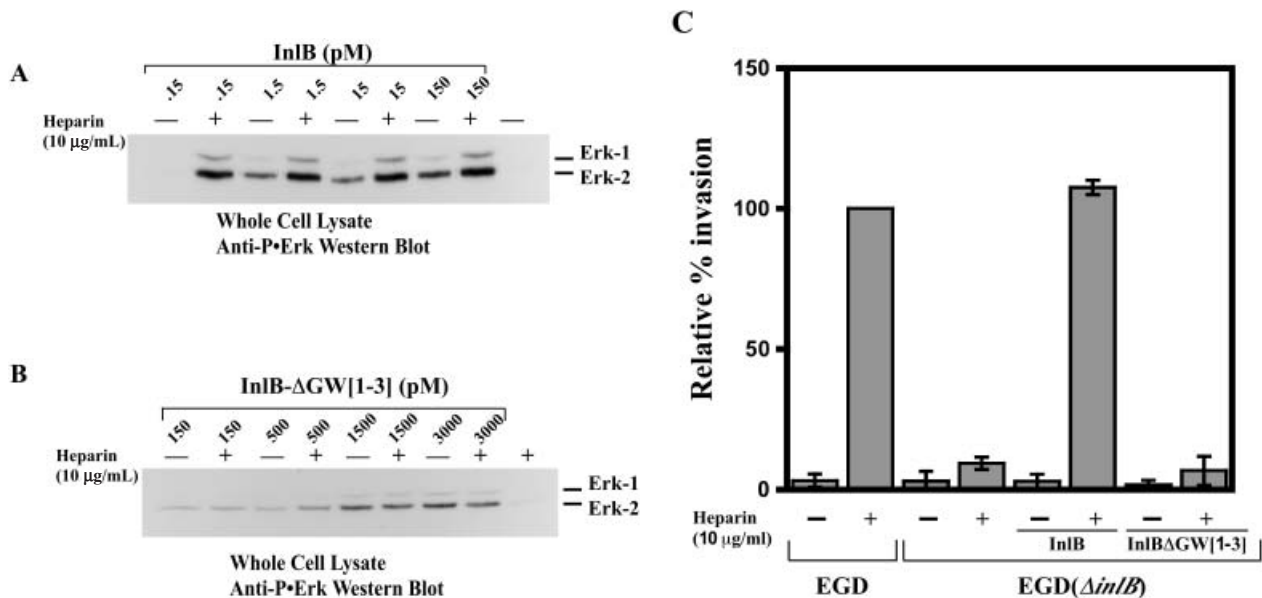 A
InlB (pM)
.15 .15 1.5 1.5 15 15 150 150
Heparin — + — + — + — + —
(10 µg/mL)
Erk-1
Erk-2
Whole Cell Lysate
Anti-P•Erk Western Blot
B
InlB-ΔGW[1-3] (pM)
150 150 500 500 1500 1500 3000 3000
Heparin — + — + — + — + +
(10 µg/mL)
Erk-1
Erk-2
Whole Cell Lysate
Anti-P•Erk Western Blot
C
Relative % invasion
150
100
50
0
Heparin − + − + − + − +
(10 µg/ml)
InlB InlBΔGW[1-3]
EGD EGD(ΔinlB)